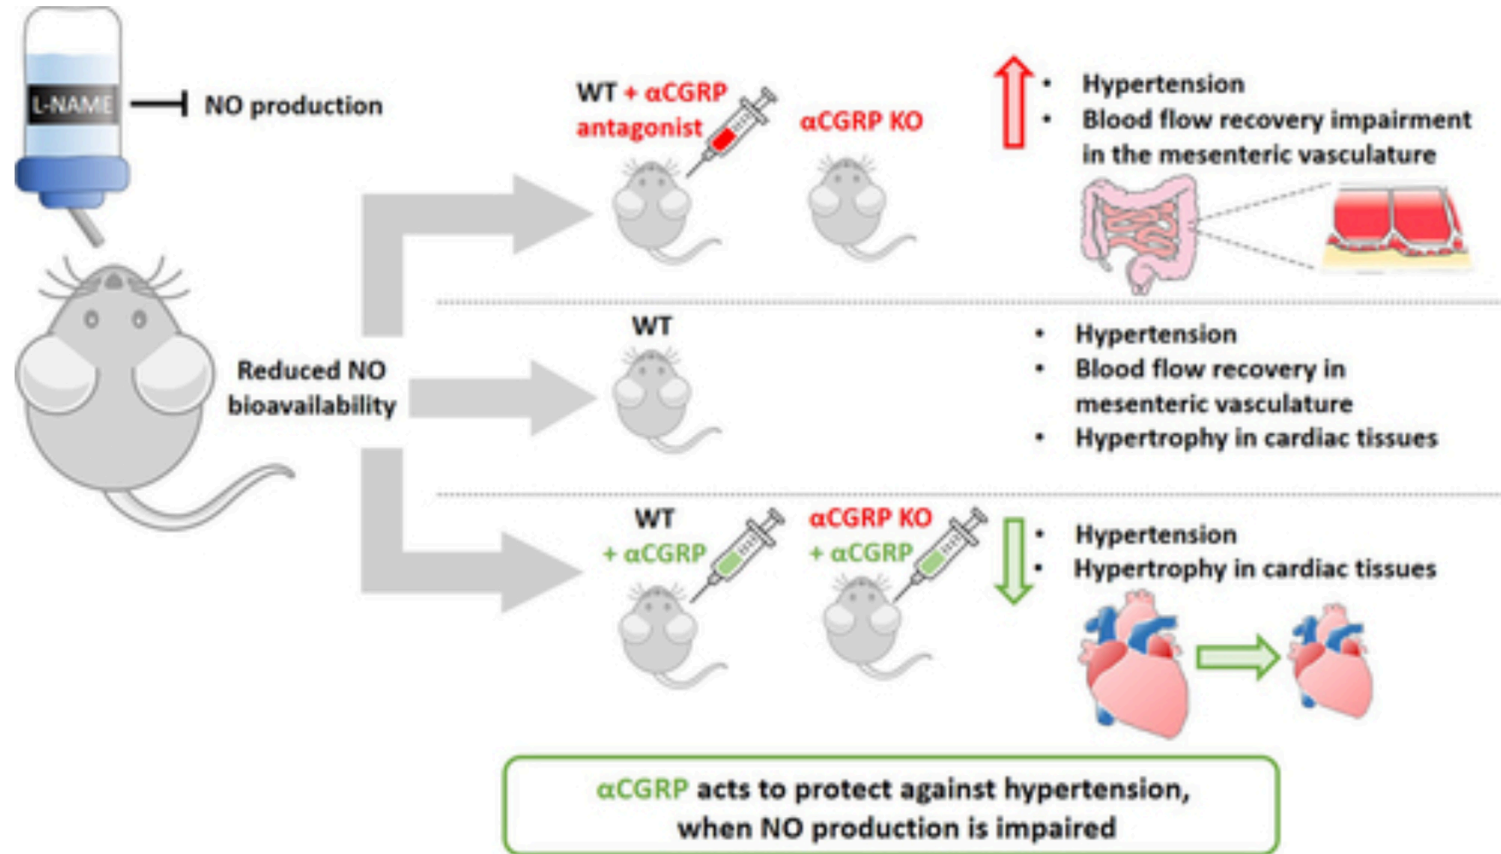 L-NAME
NO production
Reduced NO
bioavailability
WT + αCGRP
antagonist
αCGRP KO
• Hypertension
• Blood flow recovery impairment
in the mesenteric vasculature
WT
• Hypertension
• Blood flow recovery in
mesenteric vasculature
• Hypertrophy in cardiac tissues
WT
+ αCGRP
αCGRP KO
+ αCGRP
• Hypertension
• Hypertrophy in cardiac tissues
αCGRP acts to protect against hypertension,
when NO production is impaired